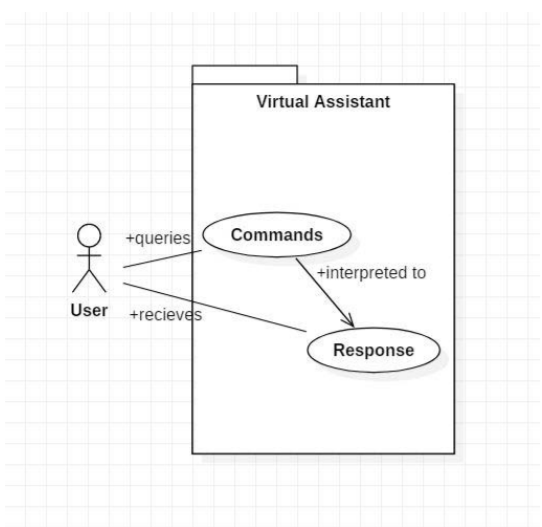 Virtual Assistant
+queries
Commands
+interpreted to
User
+recieves
Response